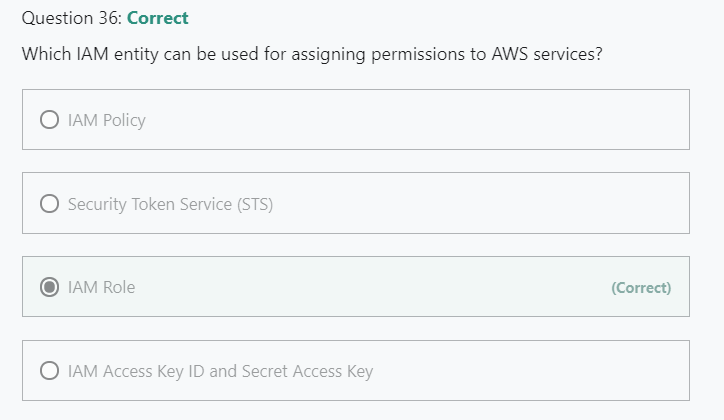 Question 36: Correct
Which IAM entity can be used for assigning permissions to AWS services?
IAM Policy
Security Token Service (STS)
IAM Role (Correct)
IAM Access Key ID and Secret Access Key